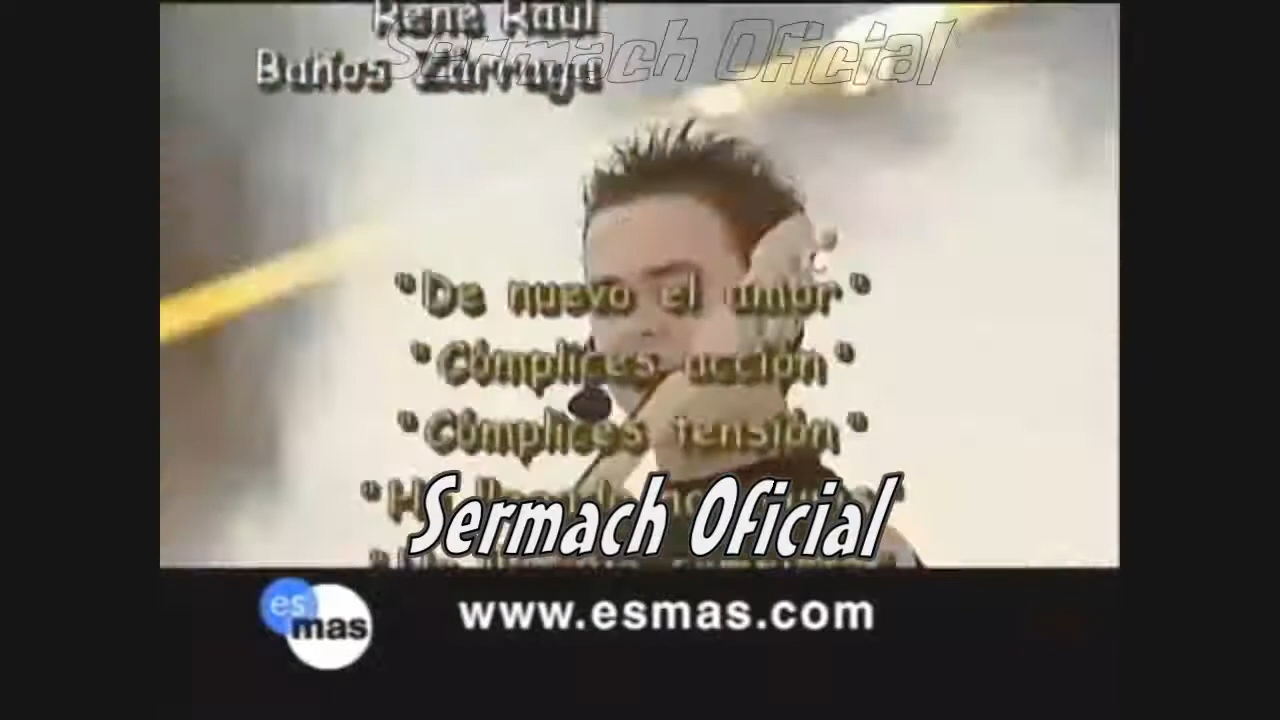 René Raúl
Sermach Oficial
Baños Zárraga
"De nuevo el amor"
"Cómplices acción"
"Cómplices tensión"
Sermach Oficial
es
mas
www.esmas.com